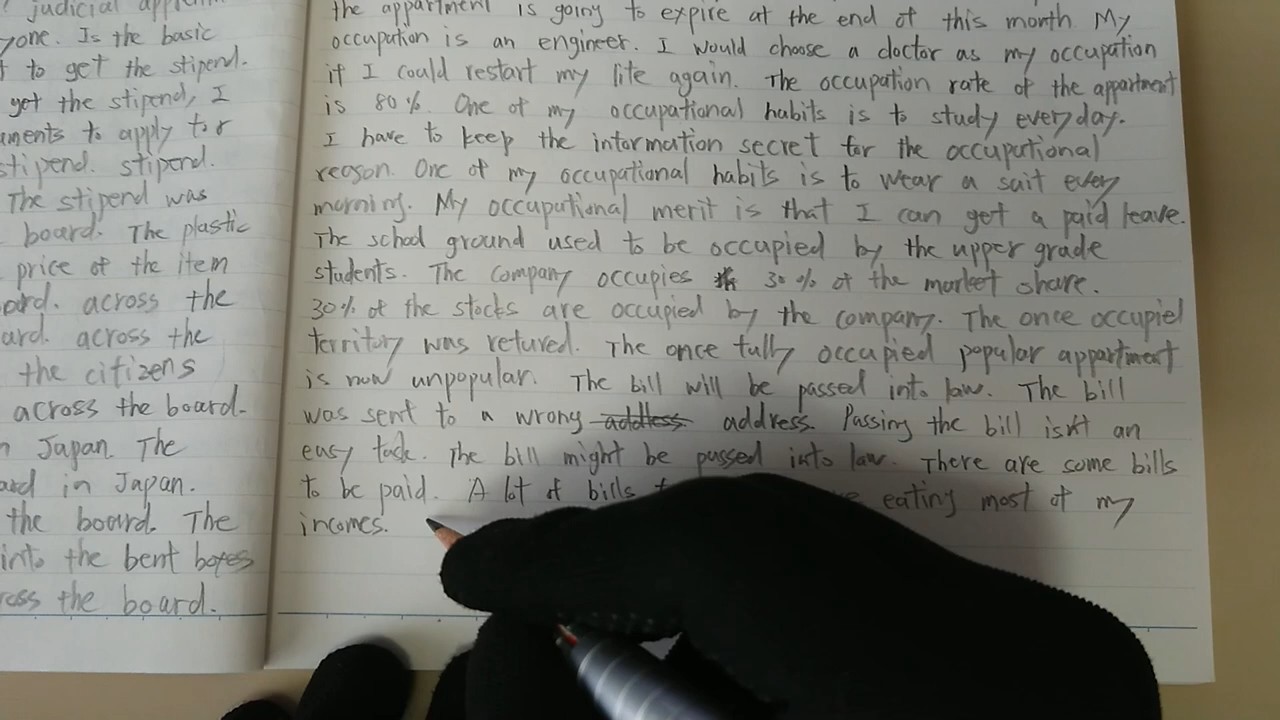 judicial
yone. Is the basic
to get the stipend.
get the stipend, I
uments to apply for
stipend. stipend.
The stipend was
board. The plastic
price of the item
oard. across the
ard. across the
the citizens
across the board.
n Japan. The
ard in Japan.
the board. The
into the bent boxes
ross the board.
the appartment is going to expire at the end of this month. My
occupation is an engineer. I would choose a doctor as my occupation
if I could restart my life again. The occupation rate of the appartment
is 80%. One of my occupational habits is to study everyday.
I have to keep the information secret for the occupational
reason. One of my occupational habits is to wear a suit every
morning. My occupational merit is that I can get a paid leave.
The school ground used to be occupied by the upper grade
students. The company occupies 30% of the market share.
30% of the stocks are occupied by the company. The once occupied
territory was retured. The once fully occupied popular appartment
is now unpopular. The bill will be passed into law. The bill
was sent to a wrong addless address. Passing the bill isn't an
easy task. The bill might be passed into law. There are some bills
to be paid. A lot of bills eating most of my
incomes.